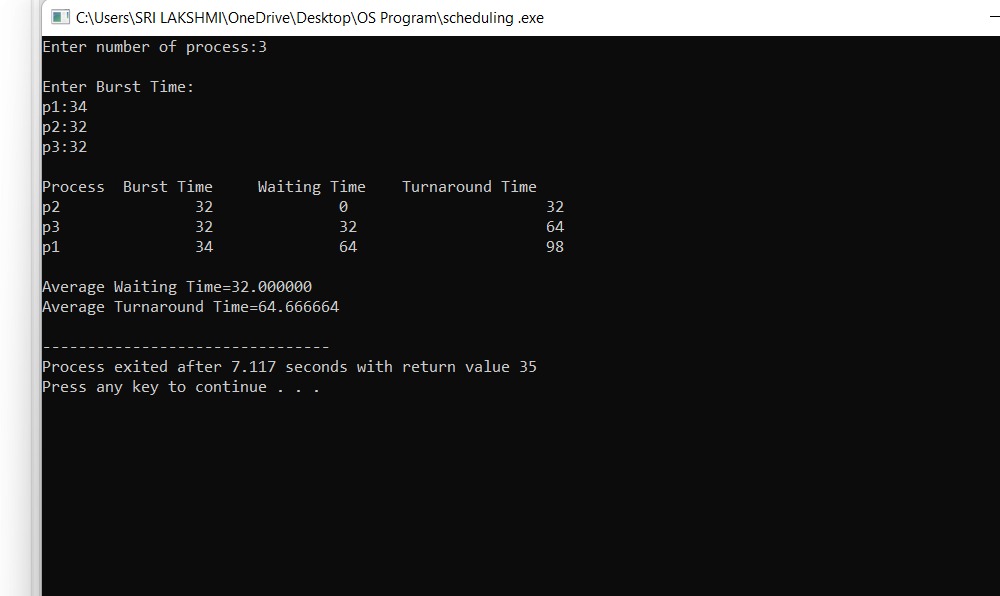 C:\Users\SRI LAKSHMI\OneDrive\Desktop\OS Program\scheduling .exe
Enter number of process:3
Enter Burst Time:
p1:34
p2:32
p3:32
Process  Burst Time     Waiting Time    Turnaround Time
p2               32              0                      32
p3               32              32                     64
p1               34              64                     98
Average Waiting Time=32.000000
Average Turnaround Time=64.666664
--------------------------------
Process exited after 7.117 seconds with return value 35
Press any key to continue . . .